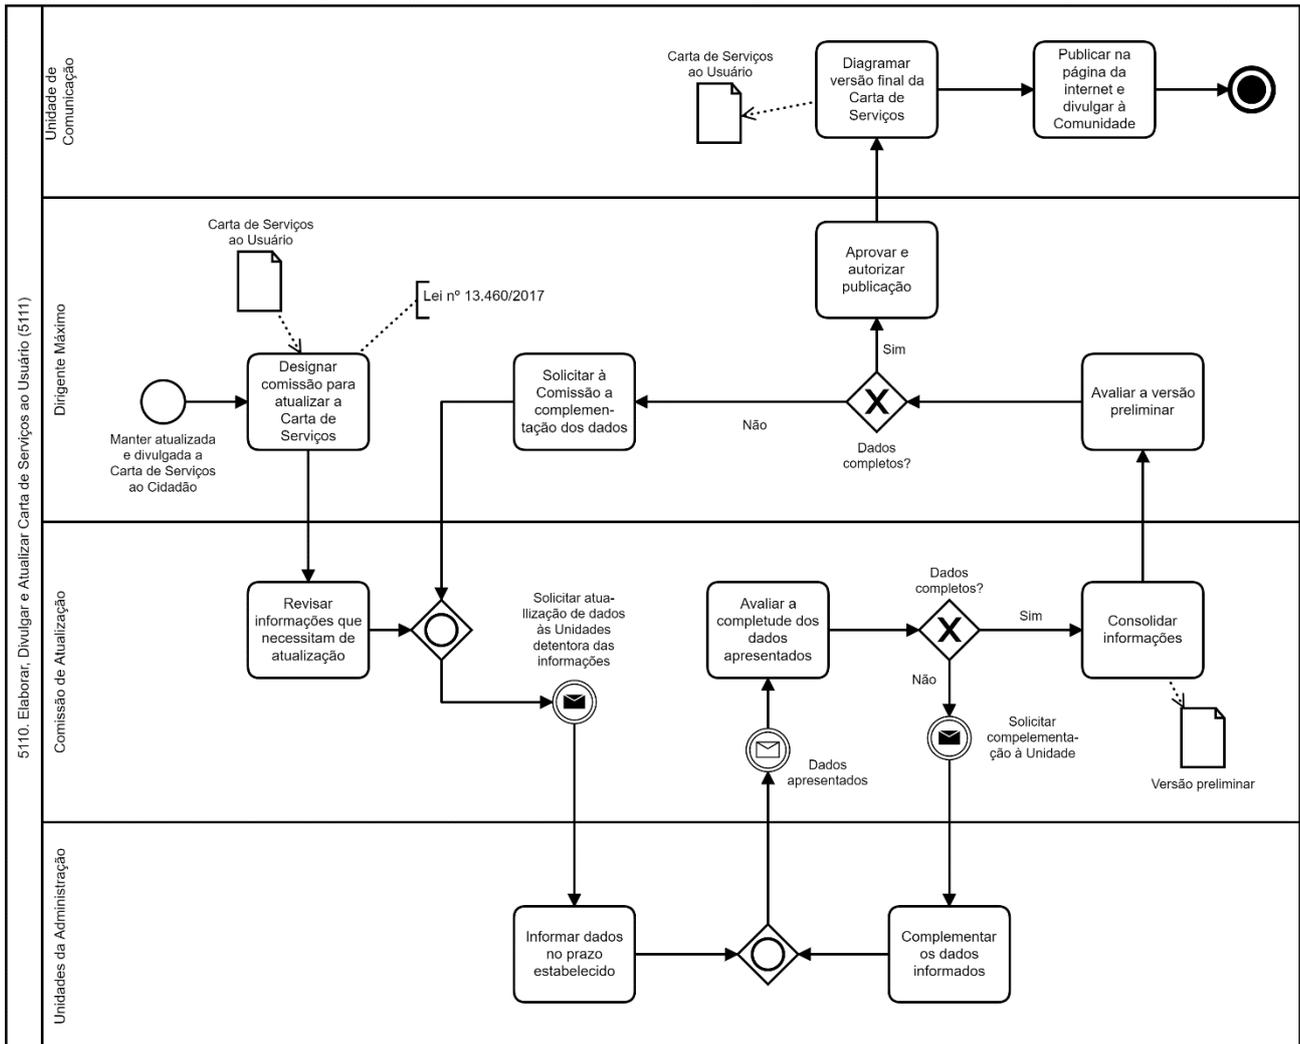 5110. Elaborar, Divulgar e Atualizar Carta de Serviços ao Usuário (5111)
Unidade de
Comunicação
Carta de Serviços
ao Usuário
Diagramar
versão final da
Carta de
Serviços
Publicar na
página da
internet e
divulgar à
Comunidade
Dirigente Máximo
Carta de Serviços
ao Usuário
Lei nº 13.460/2017
Aprovar e
autorizar
publicação
Sim
Manter atualizada
e divulgada a
Carta de Serviços
ao Cidadão
Designar
comissão para
atualizar a
Carta de
Serviços
Solicitar à
Comissão a
complemen-
tação dos dados
Não
X
Dados
completos?
Avaliar a versão
preliminar
Comissão de Atualização
Revisar
informações que
necessitam de
atualização
Solicitar atua-
llização de dados
às Unidades
detentora das
informações
Avaliar a
completude dos
dados
apresentados
Dados
apresentados
Dados
completos?
X
Sim
Não
Solicitar
compelementa-
ção à Unidade
Consolidar
informações
Versão preliminar
Unidades da Administração
Informar dados
no prazo
estabelecido
Complementar
os dados
informados